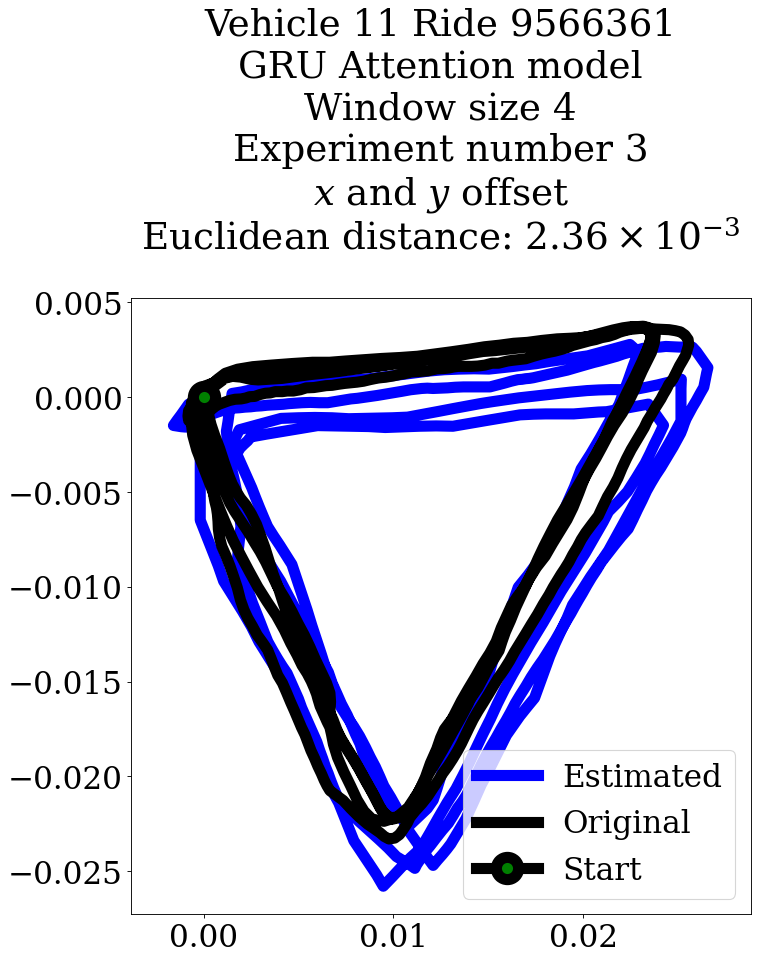 Vehicle 11 Ride 9566361
GRU Attention model
Window size 4
Experiment number 3
x and y offset
Euclidean distance: 2.36 × 10⁻³
0.005
0.000
−0.005
−0.010
−0.015
−0.020
−0.025
Estimated
Original
Start
0.00 0.01 0.02